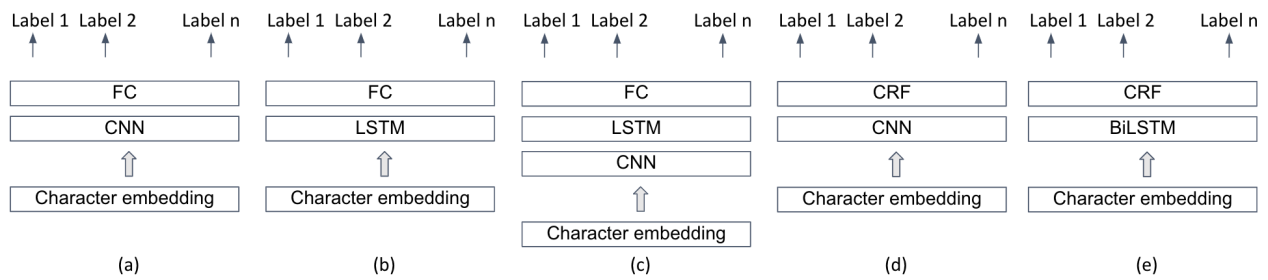 Label 1 Label 2 Label n Label 1 Label 2 Label n Label 1 Label 2 Label n Label 1 Label 2 Label n Label 1 Label 2 Label n
FC FC FC CRF CRF
CNN LSTM LSTM CNN BiLSTM
CNN
Character embedding Character embedding Character embedding Character embedding
Character embedding
(a) (b) (c) (d) (e)